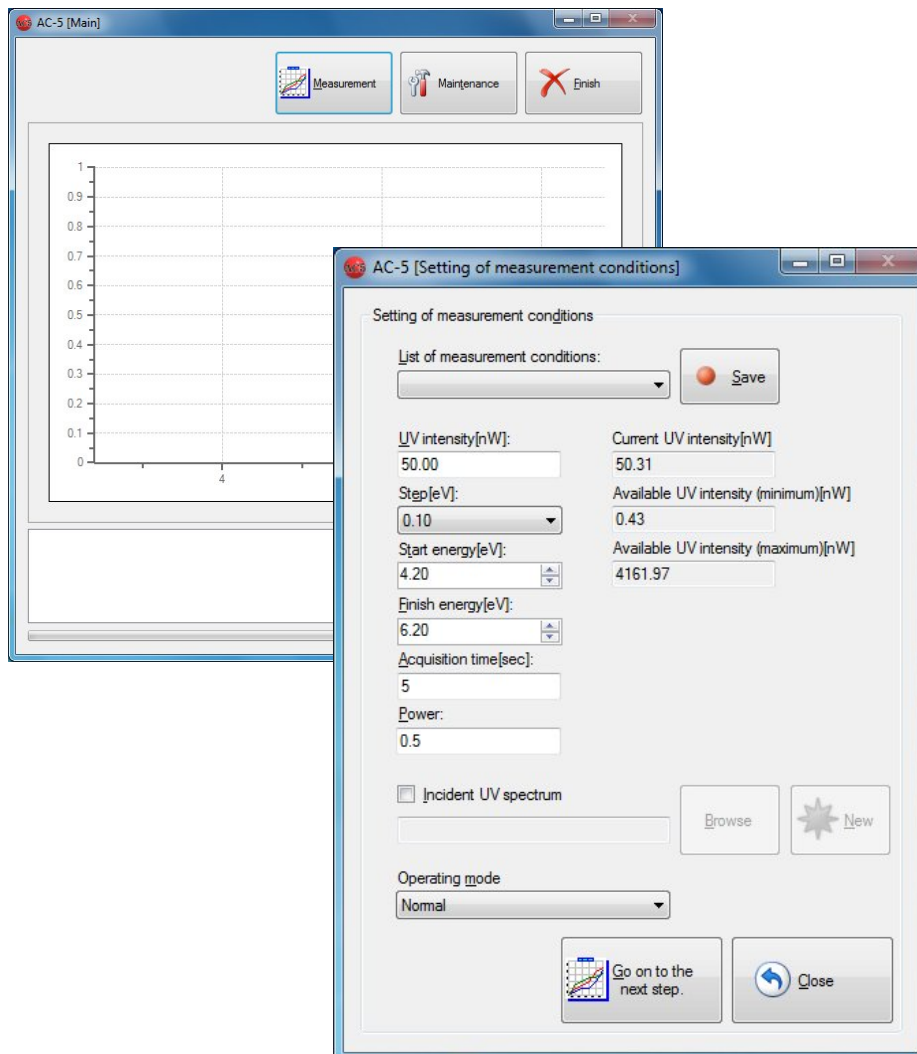 AC-5 [Main]
Measurement
Maintenance
Finish
1
0.9
0.8
0.7
0.6
0.5
0.4
0.3
0.2
0.1
0
4
AC-5 [Setting of measurement conditions]
Setting of measurement conditions
List of measurement conditions:
Save
UV intensity[nW]:
Current UV intensity[nW]
50.00
50.31
Step[eV]:
Available UV intensity (minimum)[nW]
0.10
0.43
Start energy[eV]:
Available UV intensity (maximum)[nW]
4.20
4161.97
Finish energy[eV]:
6.20
Acquisition time[sec]:
5
Power:
0.5
Incident UV spectrum
Browse
New
Operating mode
Normal
Go on to the
next step.
Close